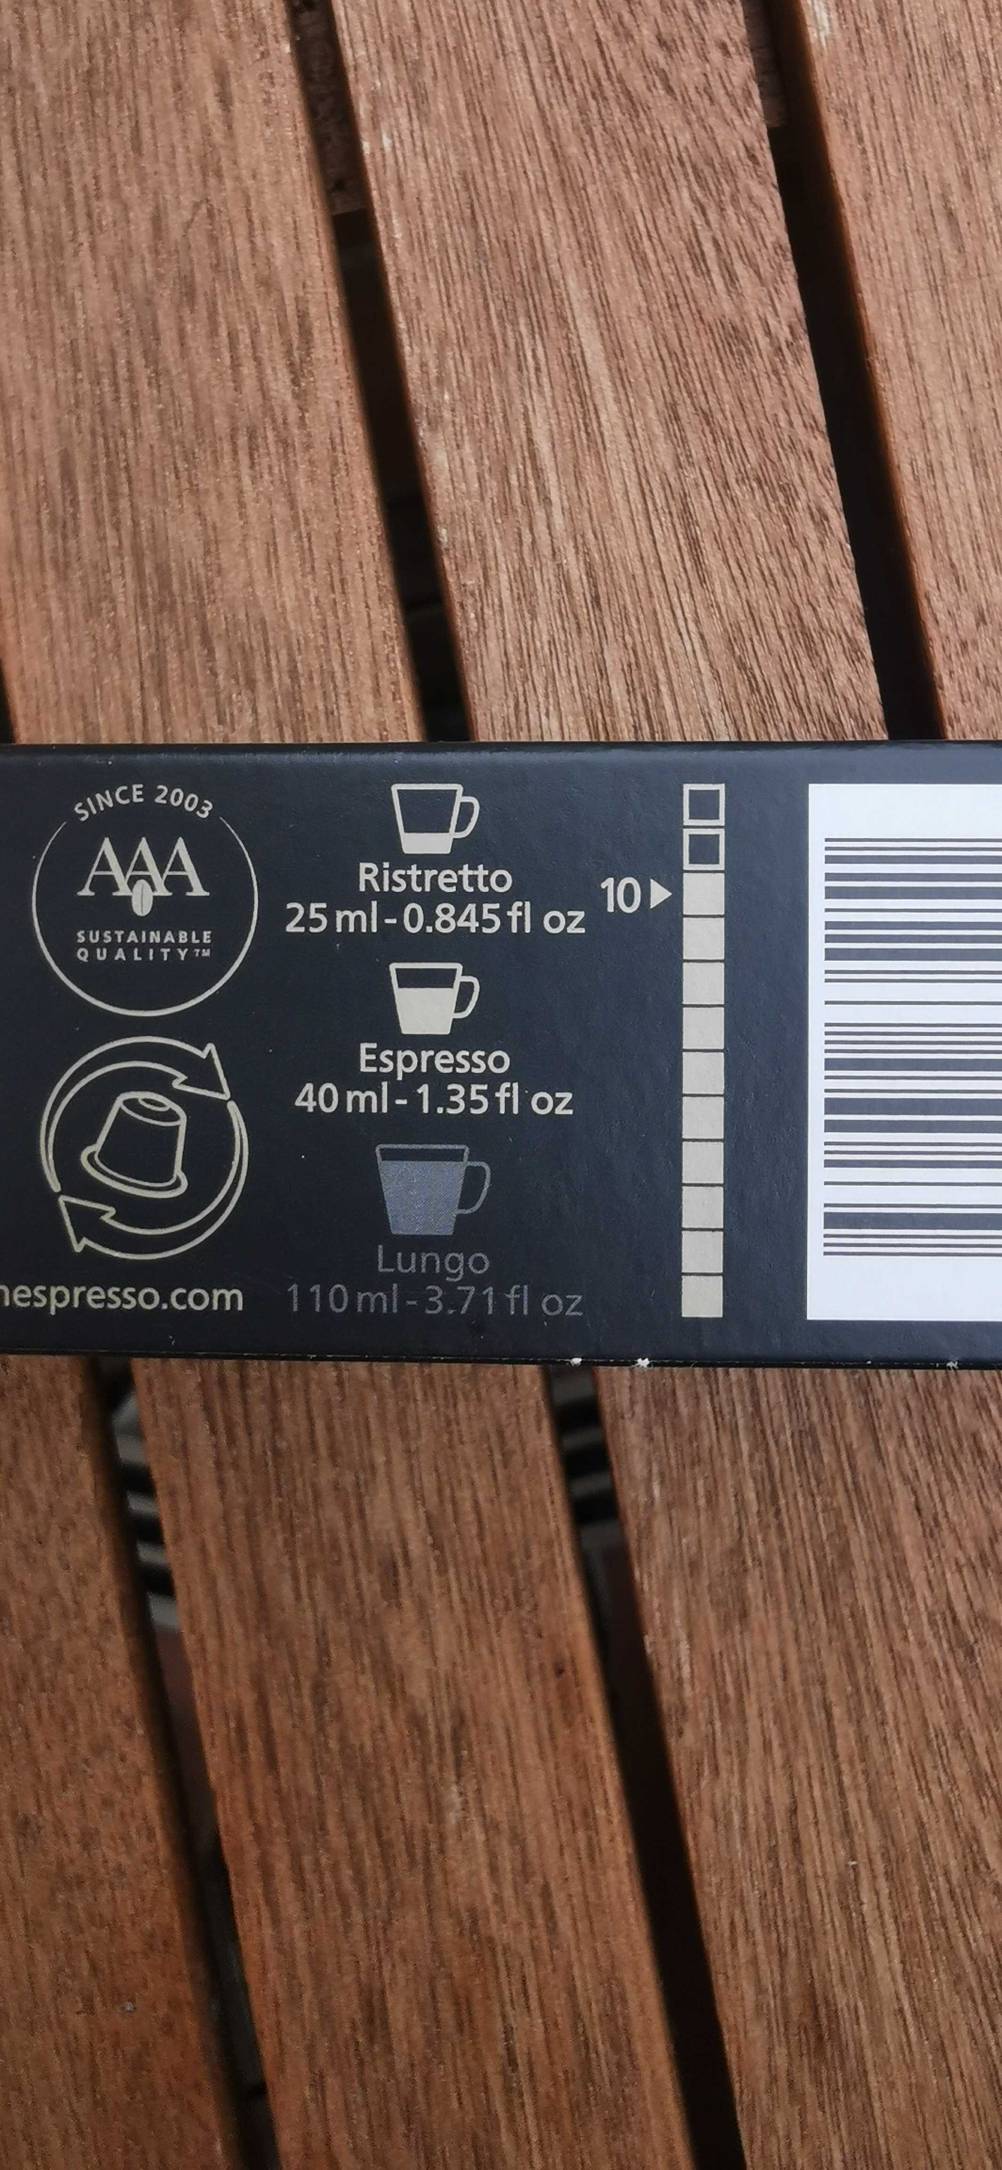 SINCE 2003
AAA
SUSTAINABLE
QUALITY™
nespresso.com
Ristretto
25 ml - 0.845 fl oz
Espresso
40 ml - 1.35 fl oz
Lungo
110 ml - 3.71 fl oz
10